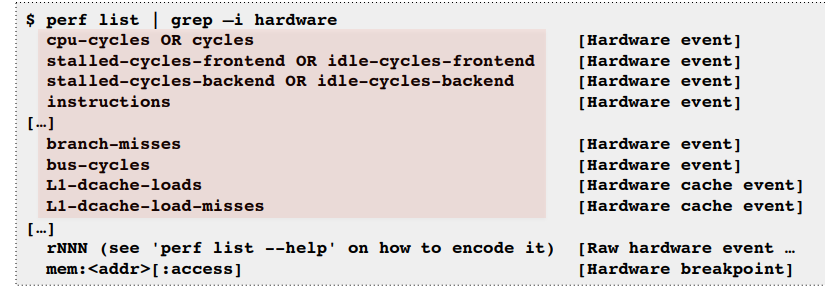 $ perf list | grep –i hardware
cpu-cycles OR cycles [Hardware event]
stalled-cycles-frontend OR idle-cycles-frontend [Hardware event]
stalled-cycles-backend OR idle-cycles-backend [Hardware event]
instructions [Hardware event]
[…]
branch-misses [Hardware event]
bus-cycles [Hardware event]
L1-dcache-loads [Hardware cache event]
L1-dcache-load-misses [Hardware cache event]
[…]
rNNN (see 'perf list --help' on how to encode it) [Raw hardware event …
mem:<addr>[:access] [Hardware breakpoint]